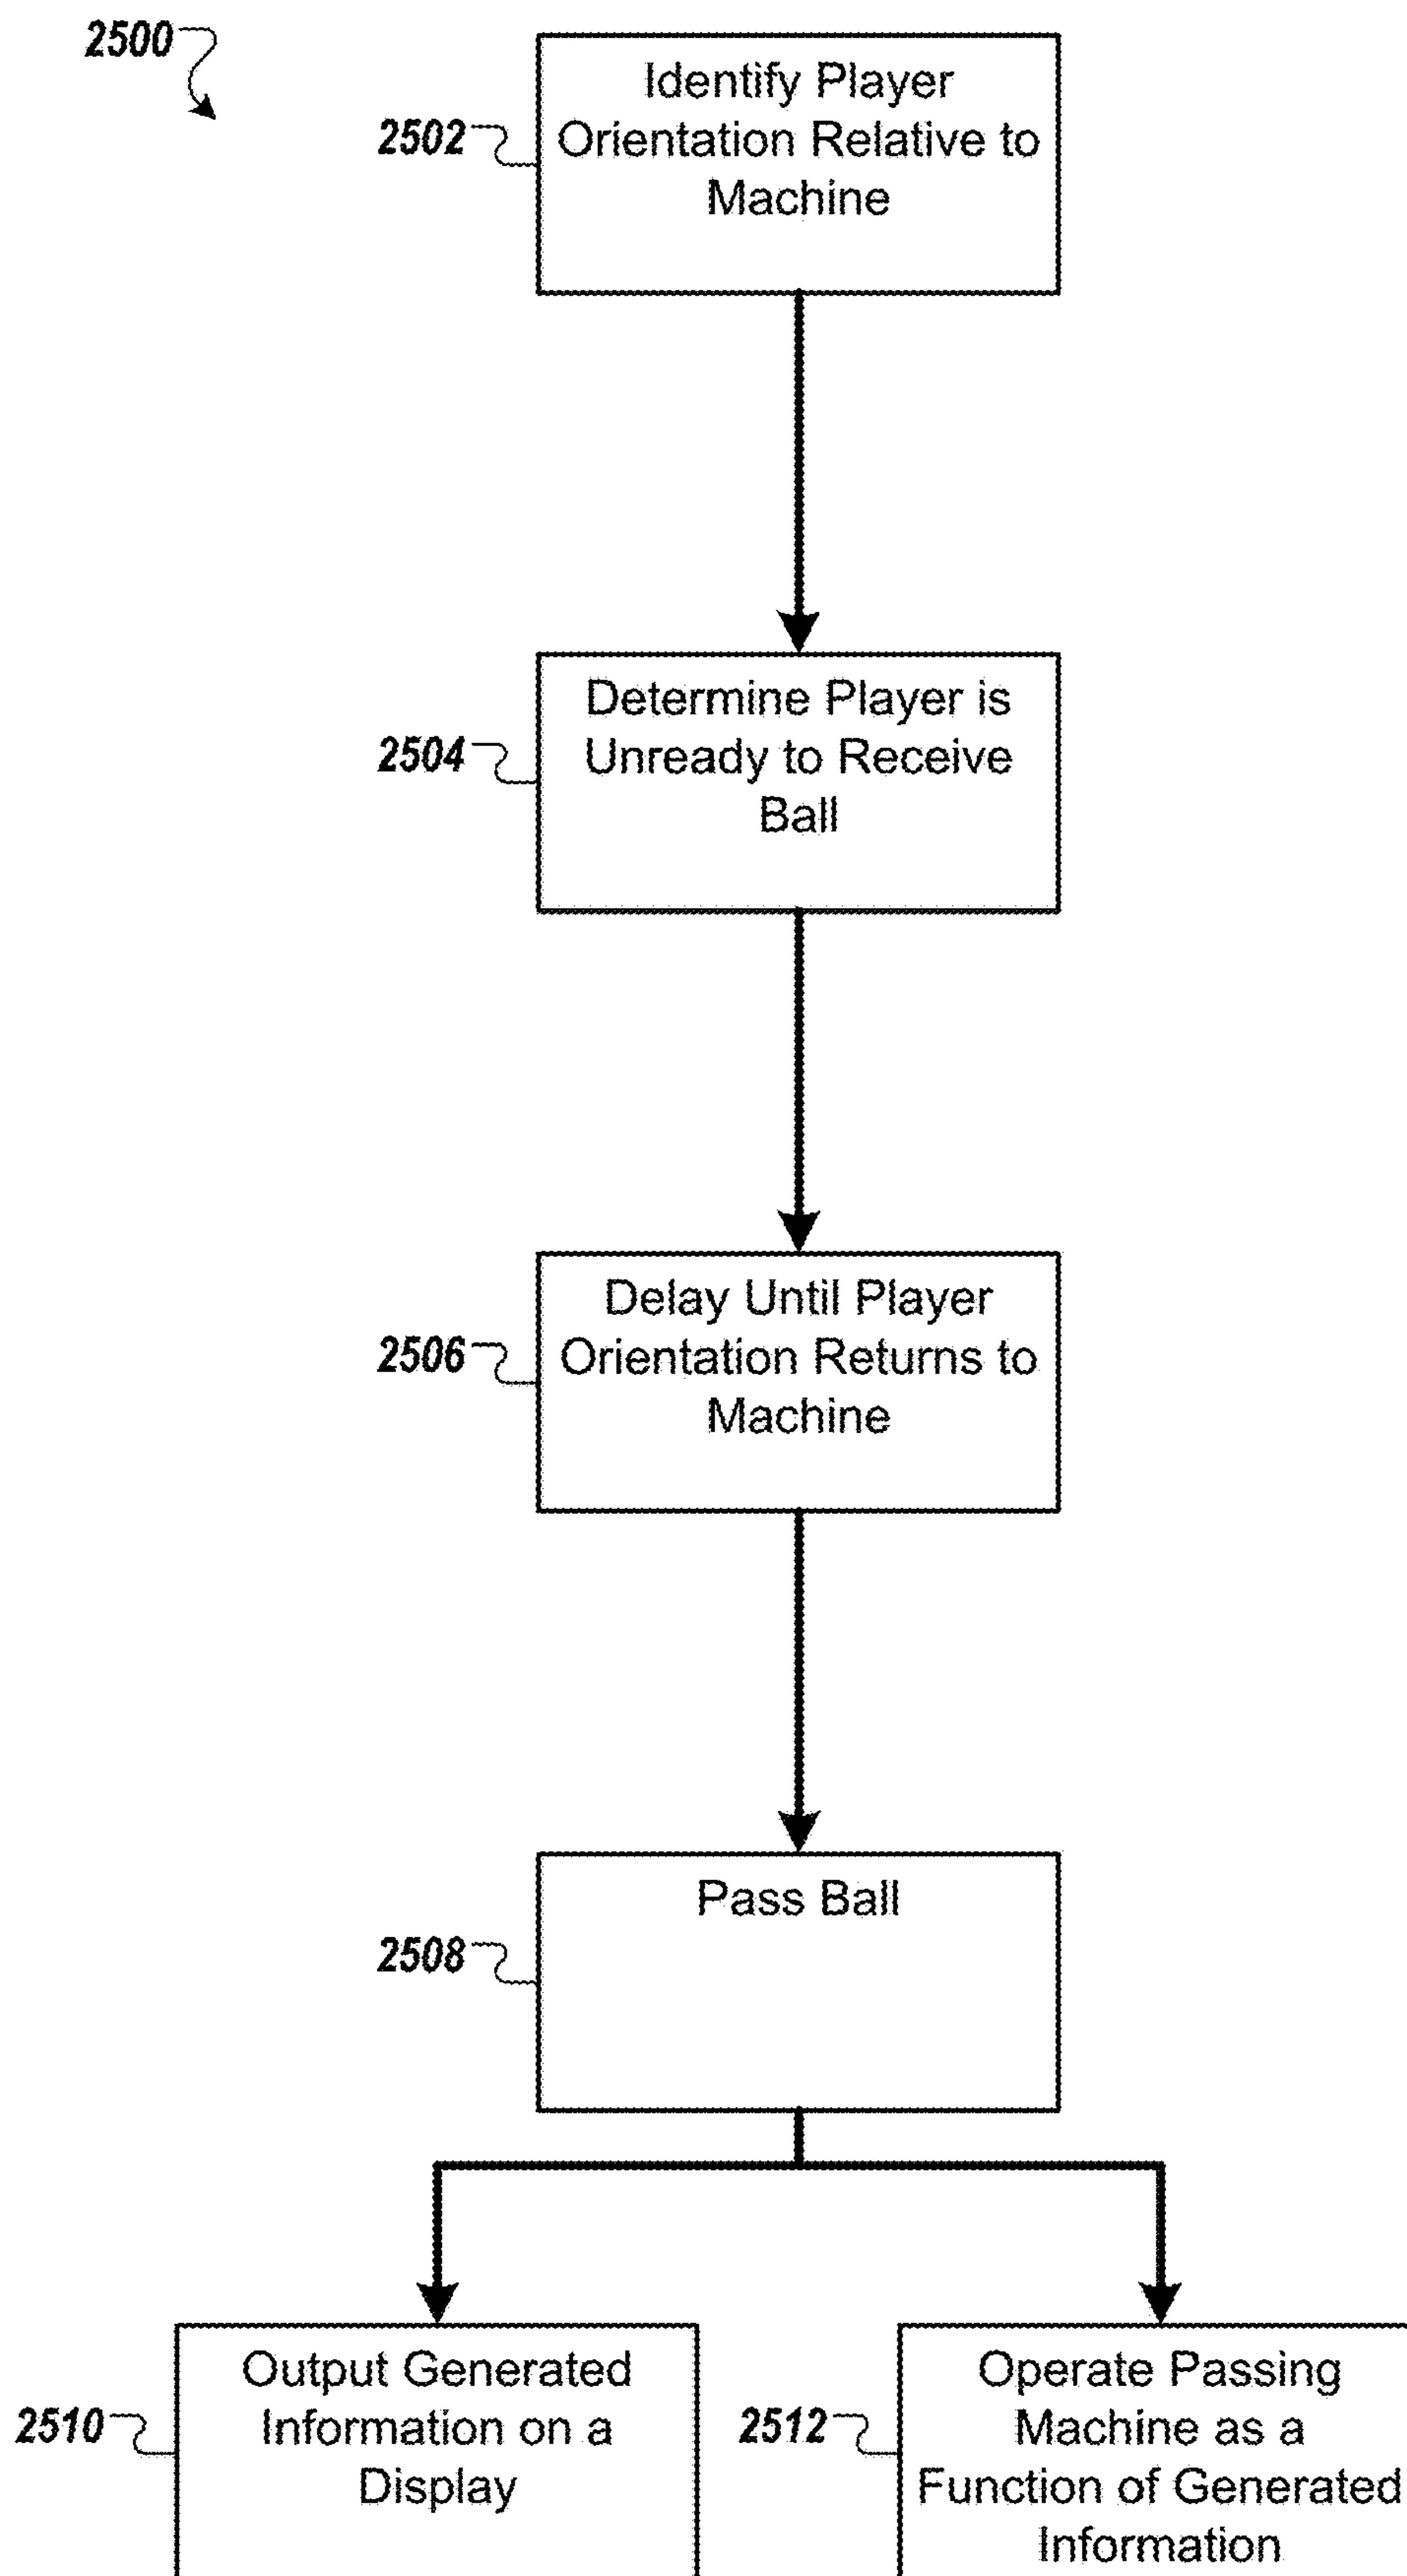 2500
Identify Player
2502
Orientation Relative to
Machine
Determine Player is
2504
Unready to Receive
Ball
Delay Until Player
2506
Orientation Returns to
Machine
Pass Ball
2508
Output Generated
2510
Information on a
Display
Operate Passing
2512
Machine as a
Function of Generated
Information